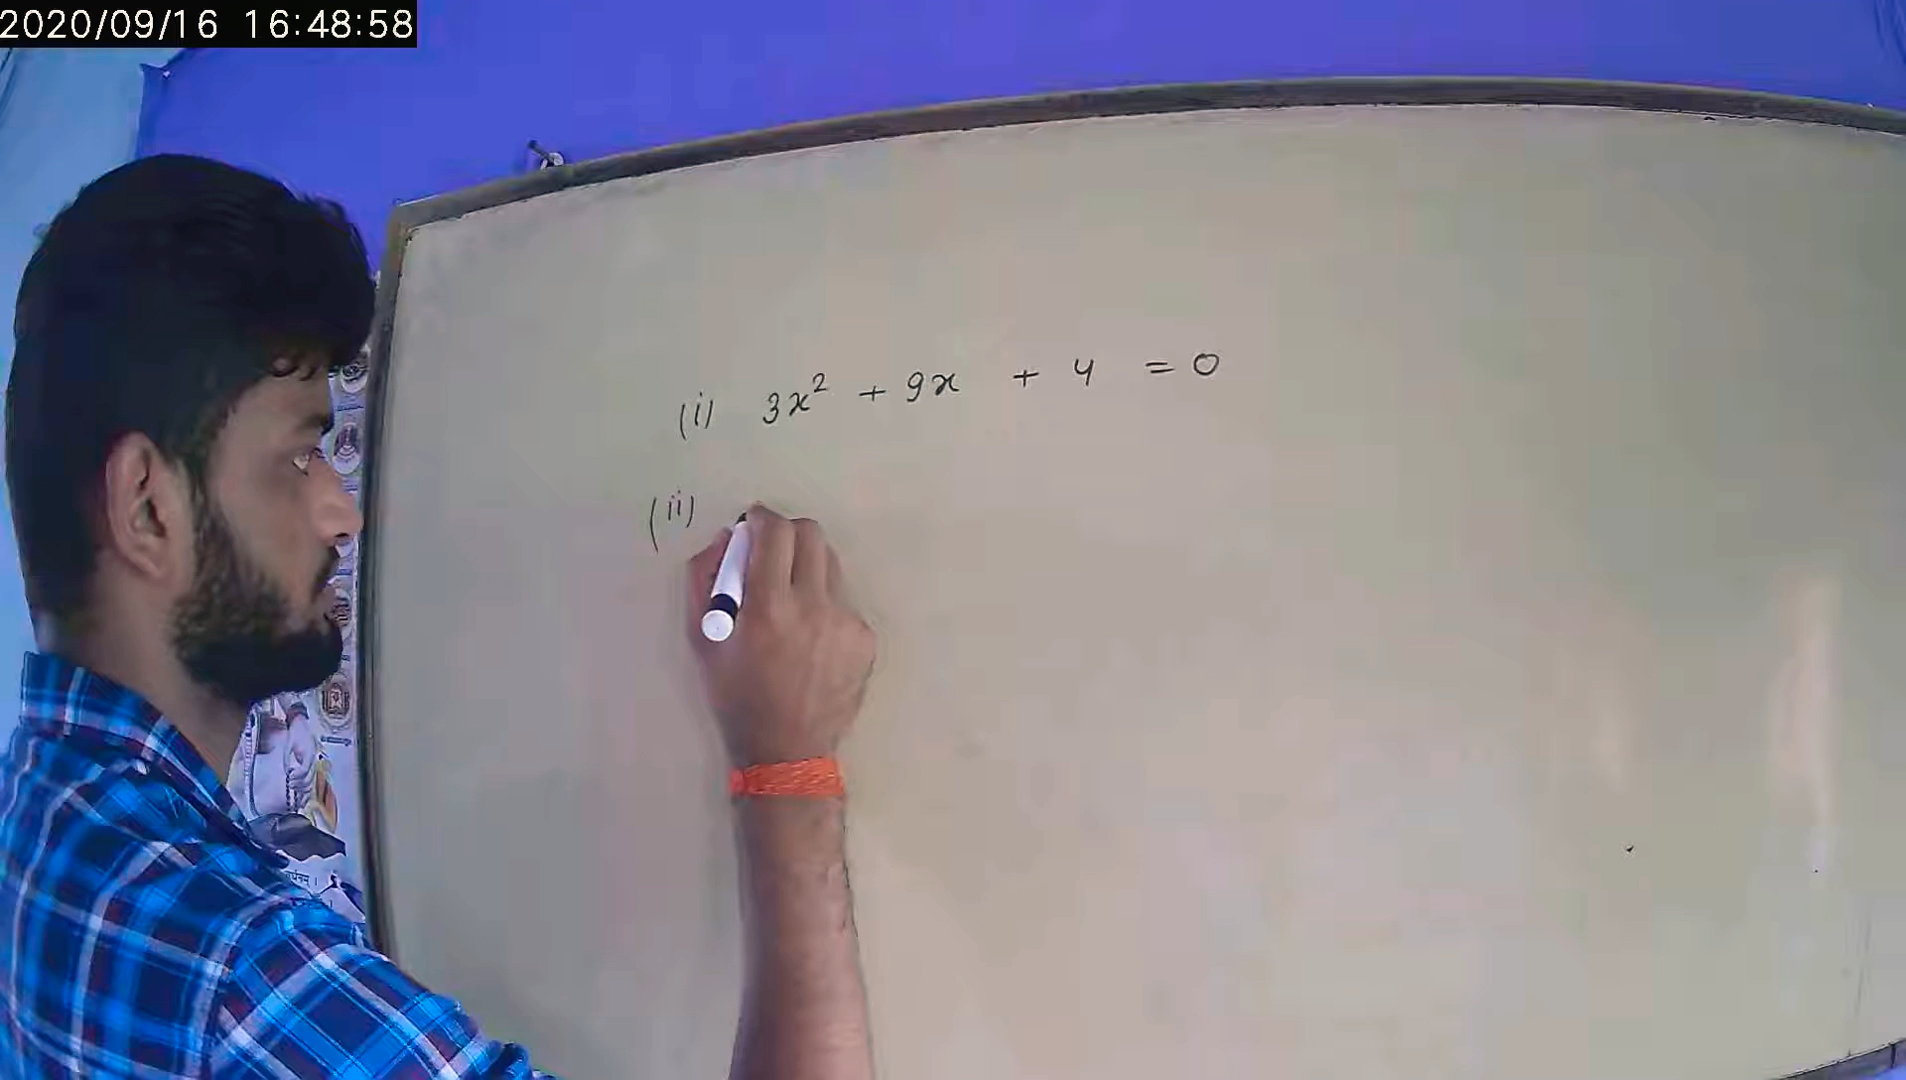 2020/09/16 16:48:58
(i) 3x² + 9x + 4 = 0
(ii)